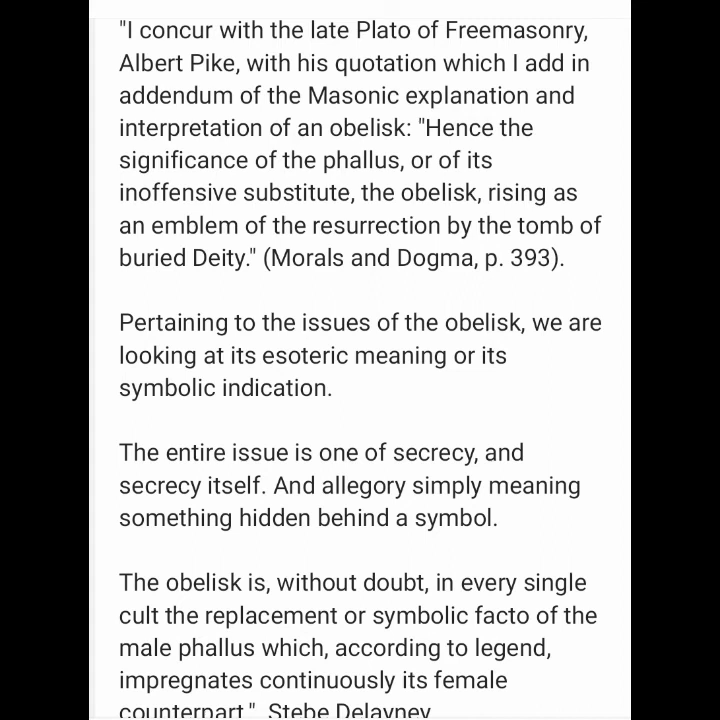 "I concur with the late Plato of Freemasonry,
Albert Pike, with his quotation which I add in
addendum of the Masonic explanation and
interpretation of an obelisk: "Hence the
significance of the phallus, or of its
inoffensive substitute, the obelisk, rising as
an emblem of the resurrection by the tomb of
buried Deity." (Morals and Dogma, p. 393).
Pertaining to the issues of the obelisk, we are
looking at its esoteric meaning or its
symbolic indication.
The entire issue is one of secrecy, and
secrecy itself. And allegory simply meaning
something hidden behind a symbol.
The obelisk is, without doubt, in every single
cult the replacement or symbolic facto of the
male phallus which, according to legend,
impregnates continuously its female
counterpart." Stebe Delayney